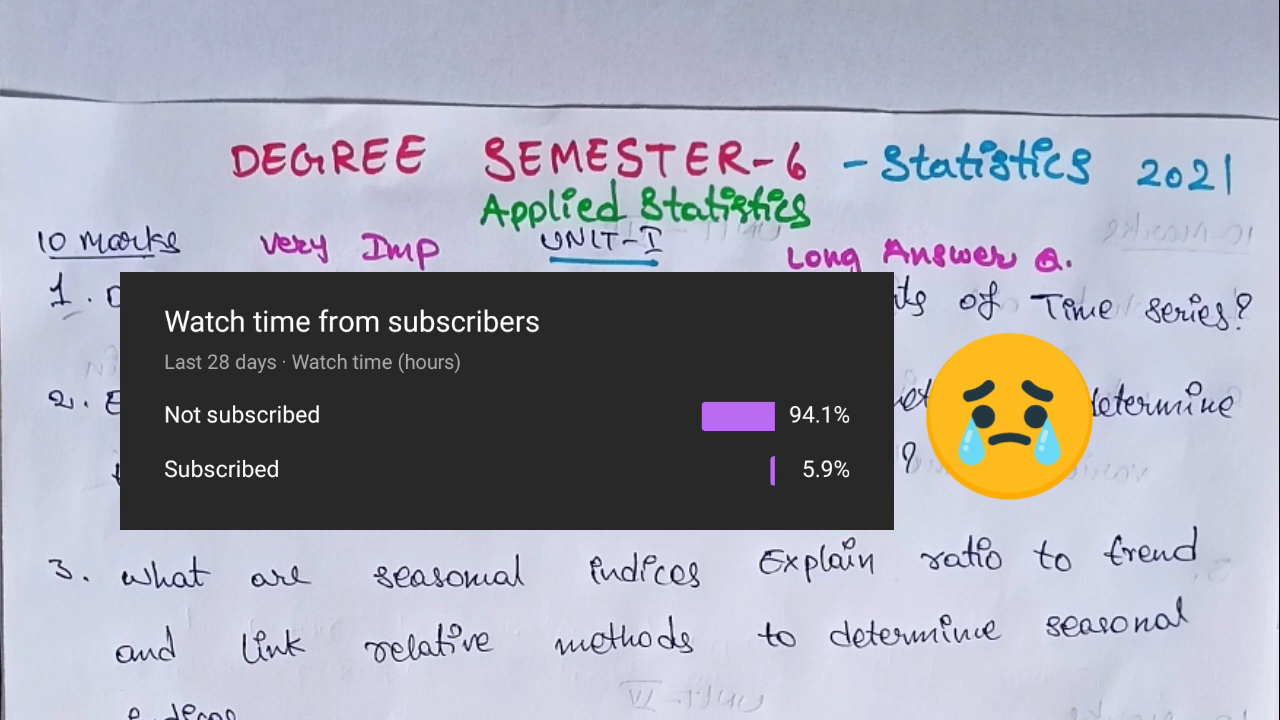 DEGREE SEMESTER-6 - Statistics 2021
Applied Statistics
10 marks very Imp UNIT-I Long Answer Q.
1. of Time series?
Watch time from subscribers
Last 28 days · Watch time (hours)
Not subscribed 94.1%
Subscribed 5.9%
2. determine
?
3. what are seasonal indices Explain ratio to trend
and link relative methods to determine seasonal
indices